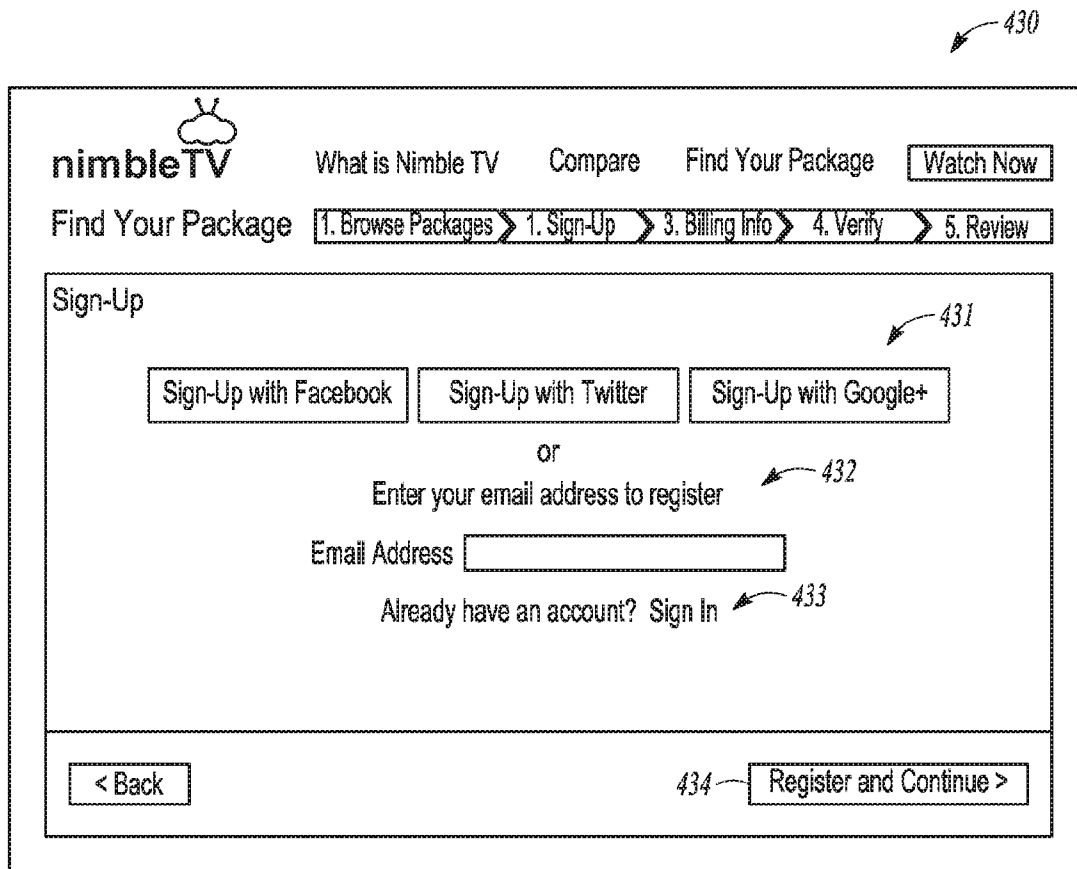 430
nimbleTV What is Nimble TV Compare Find Your Package Watch Now
Find Your Package 1. Browse Packages 1. Sign-Up 3. Billing Info 4. Verify 5. Review
Sign-Up
431
Sign-Up with Facebook Sign-Up with Twitter Sign-Up with Google+
or
432
Enter your email address to register
Email Address
Already have an account? Sign In 433
< Back 434 Register and Continue >